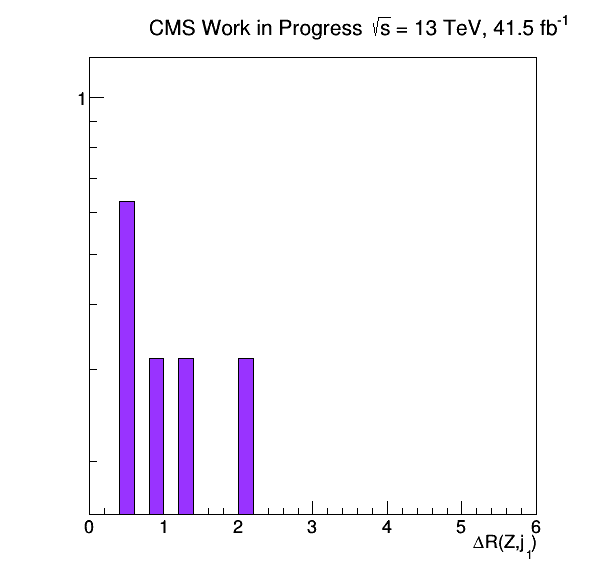 CMS Work in Progress √s = 13 TeV, 41.5 fb⁻¹
1
0 1 2 3 4 5 6
ΔR(Z,j₁)